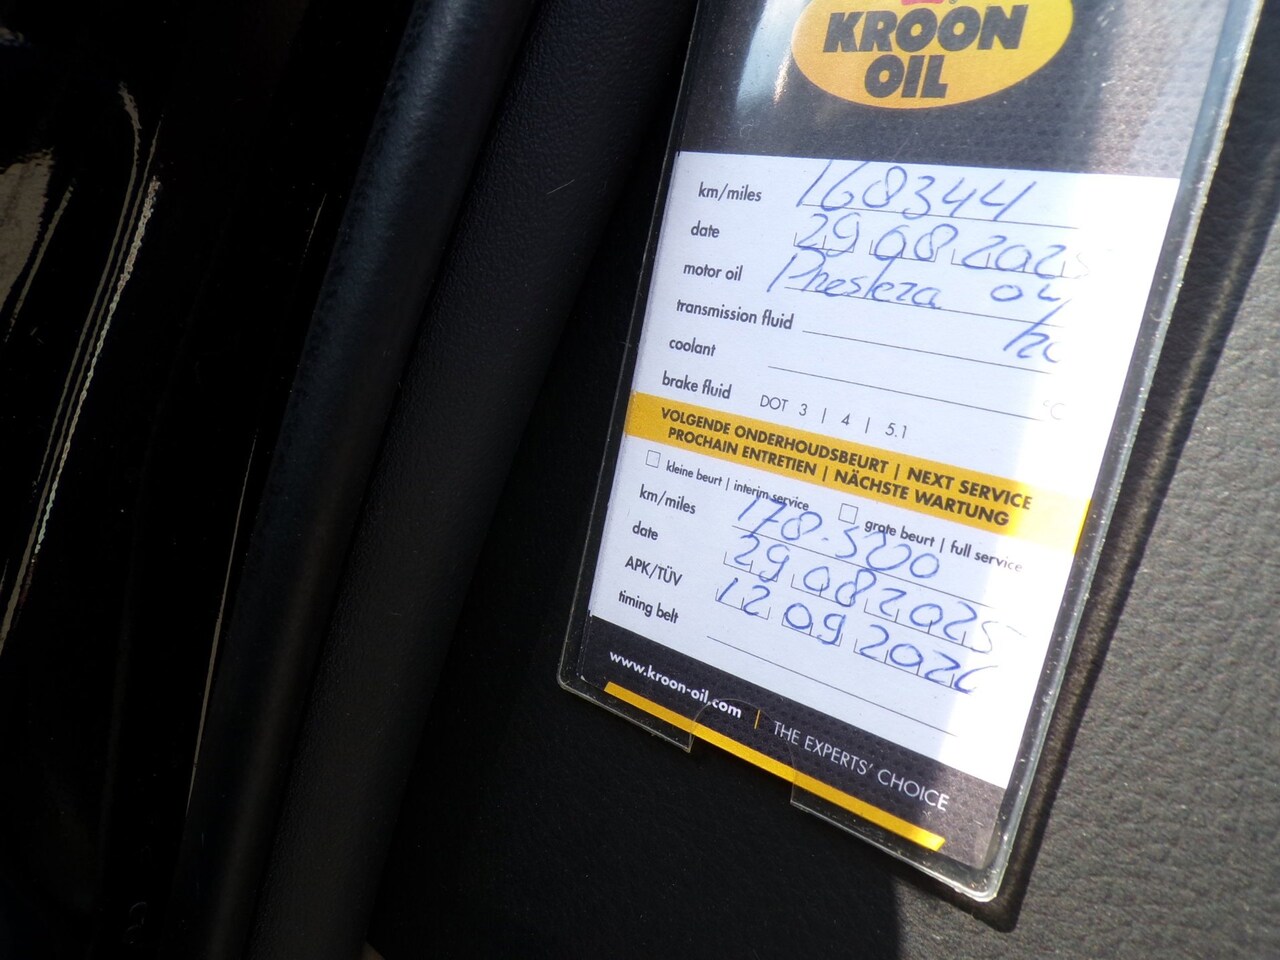 KROON
OIL
km/miles 168344
date 29 08 2025
motor oil Presteza 04
transmission fluid
coolant °C
brake fluid DOT 3 | 4 | 5.1
VOLGENDE ONDERHOUDSBEURT | NEXT SERVICE
PROCHAIN ENTRETIEN | NÄCHSTE WARTUNG
kleine beurt | interim service grote beurt | full service
km/miles 178-500
date 29 08 2025
APK/TÜV 12 09 2026
timing belt
www.kroon-oil.com | THE EXPERTS' CHOICE